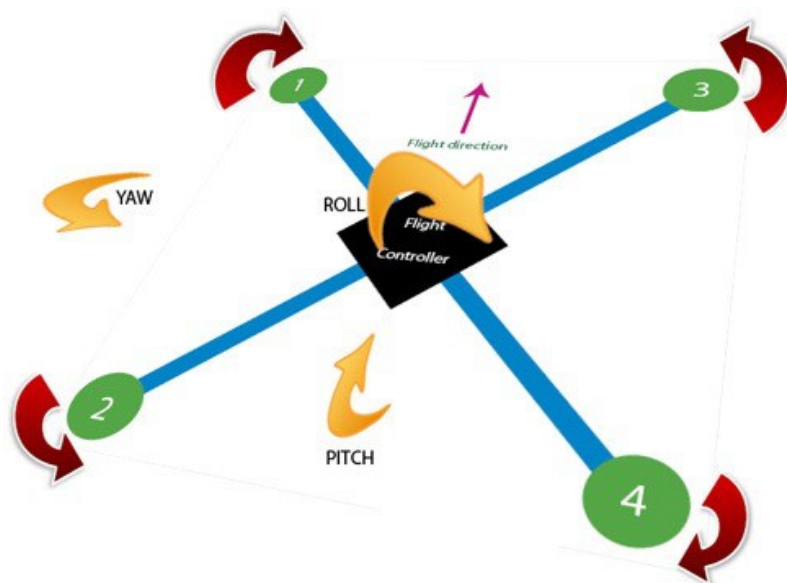 1
3
Flight direction
YAW
ROLL
Flight
Controller
2
PITCH
4